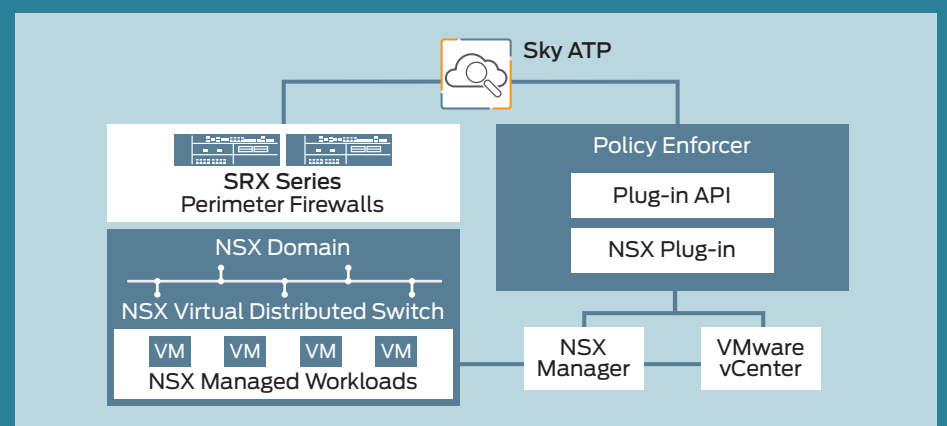 Sky ATP
SRX Series
Perimeter Firewalls
NSX Domain
NSX Virtual Distributed Switch
VM VM VM VM
NSX Managed Workloads
Policy Enforcer
Plug-in API
NSX Plug-in
NSX
Manager
VMware
vCenter